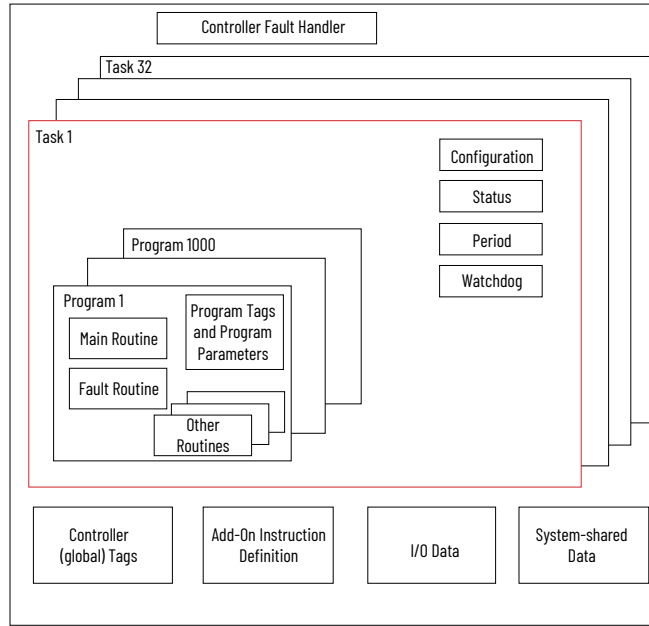 Controller Fault Handler
Task 32
Task 1
Configuration
Status
Period
Watchdog
Program 1000
Program 1
Main Routine
Fault Routine
Program Tags
and Program
Parameters
Other
Routines
Controller
(global) Tags
Add-On Instruction
Definition
I/O Data
System-shared
Data